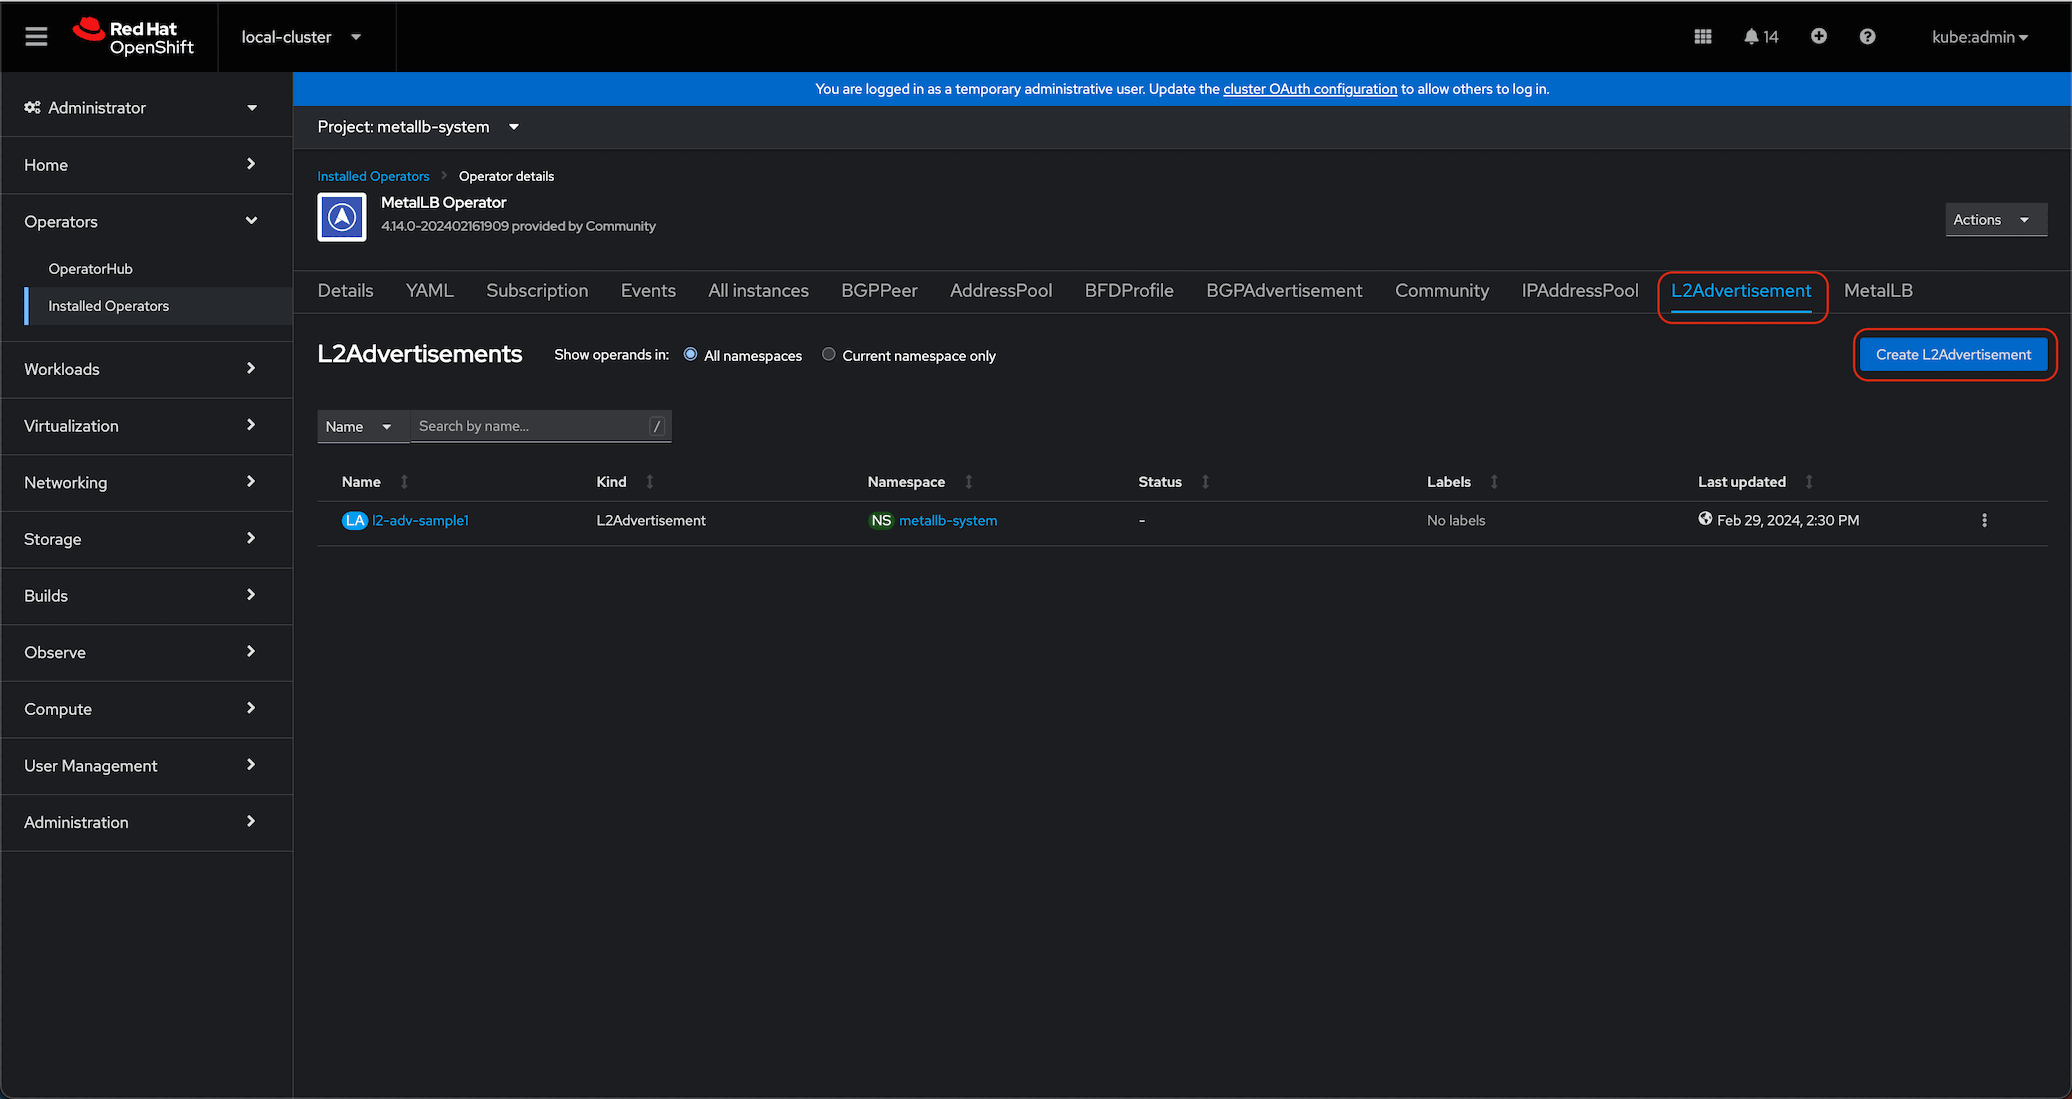 Red Hat
OpenShift
local-cluster
14
kube:admin
You are logged in as a temporary administrative user. Update the cluster OAuth configuration to allow others to log in.
Administrator
Home
Operators
OperatorHub
Installed Operators
Workloads
Virtualization
Networking
Storage
Builds
Observe
Compute
User Management
Administration
Project: metallb-system
Installed Operators Operator details
MetalLB Operator
4.14.0-202402161909 provided by Community
Actions
Details YAML Subscription Events All instances BGPPeer AddressPool BFDProfile BGPAdvertisement Community IPAddressPool L2Advertisement MetalLB
L2Advertisements Show operands in: All namespaces Current namespace only
Create L2Advertisement
Name Search by name... /
Name Kind Namespace Status Labels Last updated
LA l2-adv-sample1 L2Advertisement NS metallb-system - No labels Feb 29, 2024, 2:30 PM